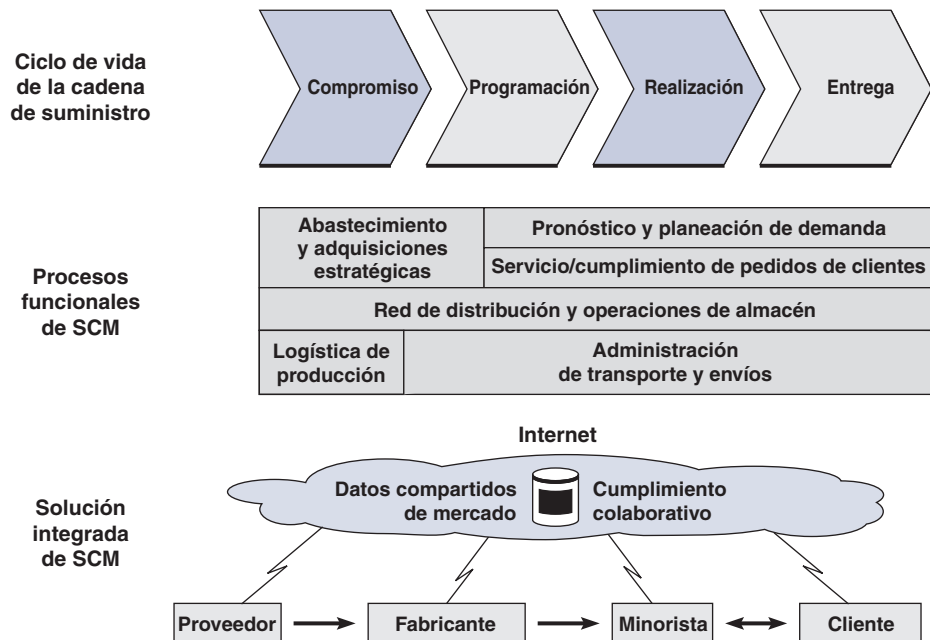 Ciclo de vida
de la cadena
de suministro
Compromiso
Programación
Realización
Entrega
Procesos
funcionales
de SCM
Abastecimiento
y adquisiciones
estratégicas
Pronóstico y planeación de demanda
Servicio/cumplimiento de pedidos de clientes
Red de distribución y operaciones de almacén
Logística de
producción
Administración
de transporte y envíos
Solución
integrada
de SCM
Internet
Datos compartidos
de mercado
Cumplimiento
colaborativo
Proveedor
Fabricante
Minorista
Cliente